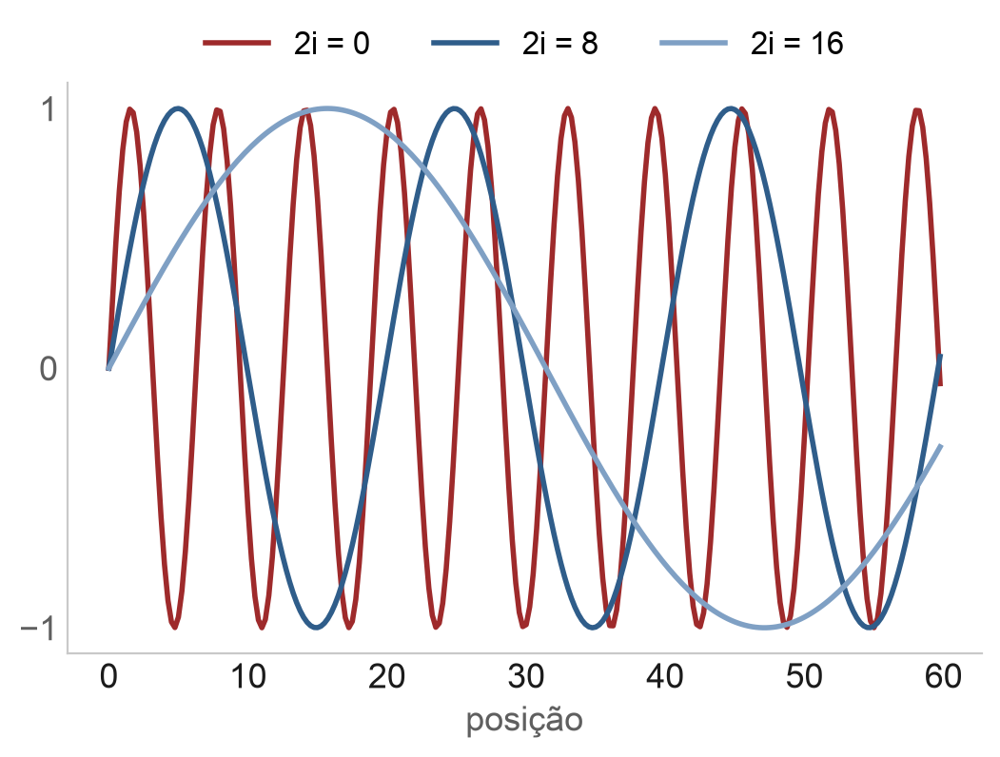 2i = 0 2i = 8 2i = 16
1
0
−1
0 10 20 30 40 50 60
posição